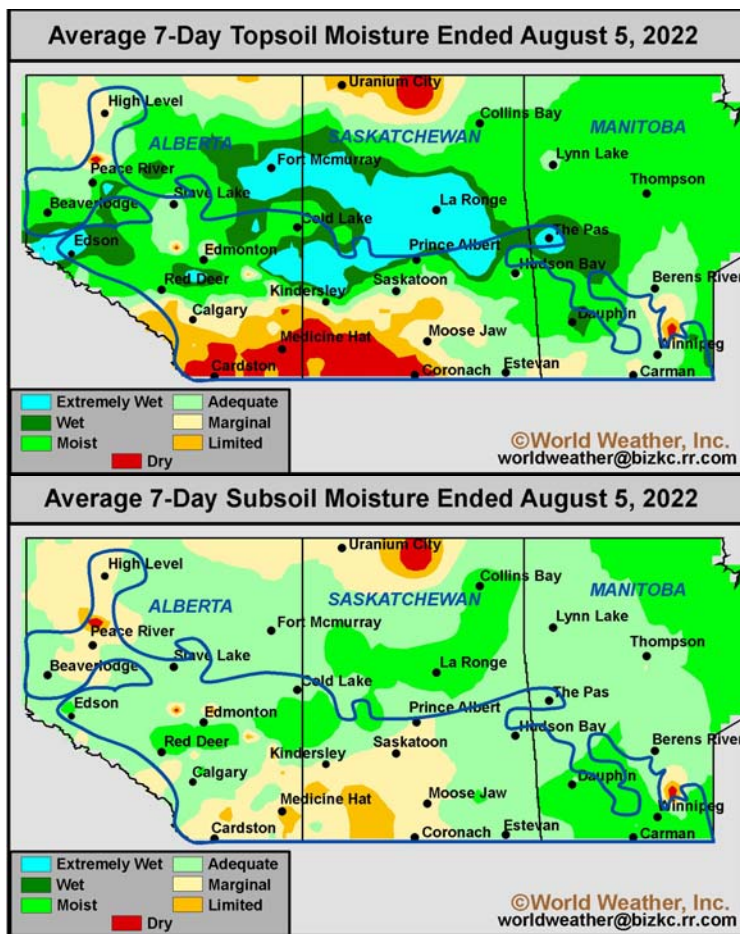 Average 7-Day Topsoil Moisture Ended August 5, 2022
Uranium City
High Level
Collins Bay
ALBERTA
SASKATCHEWAN
MANITOBA
Fort Mcmurray
Lynn Lake
Peace River
Thompson
Beaverlodge
Slave Lake
La Ronge
Cold Lake
The Pas
Edson
Edmonton
Prince Albert
Hudson Bay
Red Deer
Saskatoon
Berens River
Kindersley
Calgary
Dauphin
Medicine Hat
Moose Jaw
Winnipeg
Cardston
Coronach
Estevan
Carman
Extremely Wet
Adequate
Wet
Marginal
Moist
Limited
Dry
©World Weather, Inc.
worldweather@bizkc.rr.com
Average 7-Day Subsoil Moisture Ended August 5, 2022
Uranium City
High Level
Collins Bay
ALBERTA
SASKATCHEWAN
MANITOBA
Fort Mcmurray
Lynn Lake
Peace River
Thompson
Beaverlodge
Slave Lake
La Ronge
Cold Lake
The Pas
Edson
Edmonton
Prince Albert
Hudson Bay
Red Deer
Saskatoon
Berens River
Kindersley
Calgary
Dauphin
Medicine Hat
Moose Jaw
Winnipeg
Cardston
Coronach
Estevan
Carman
Extremely Wet
Adequate
Wet
Marginal
Moist
Limited
Dry
©World Weather, Inc.
worldweather@bizkc.rr.com